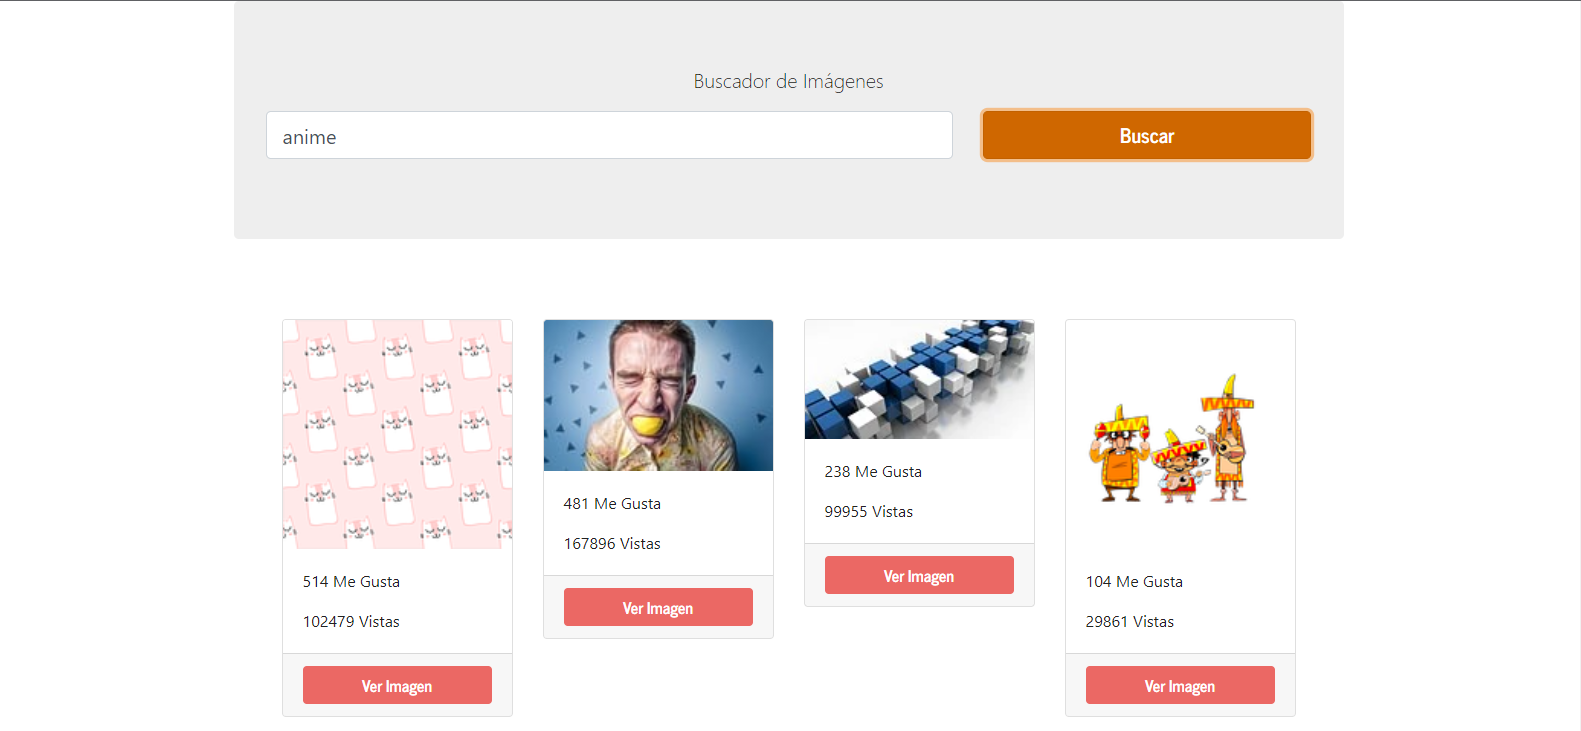 Buscador de Imágenes
anime
Buscar
514 Me Gusta
102479 Vistas
Ver Imagen
481 Me Gusta
167896 Vistas
Ver Imagen
238 Me Gusta
99955 Vistas
Ver Imagen
104 Me Gusta
29861 Vistas
Ver Imagen